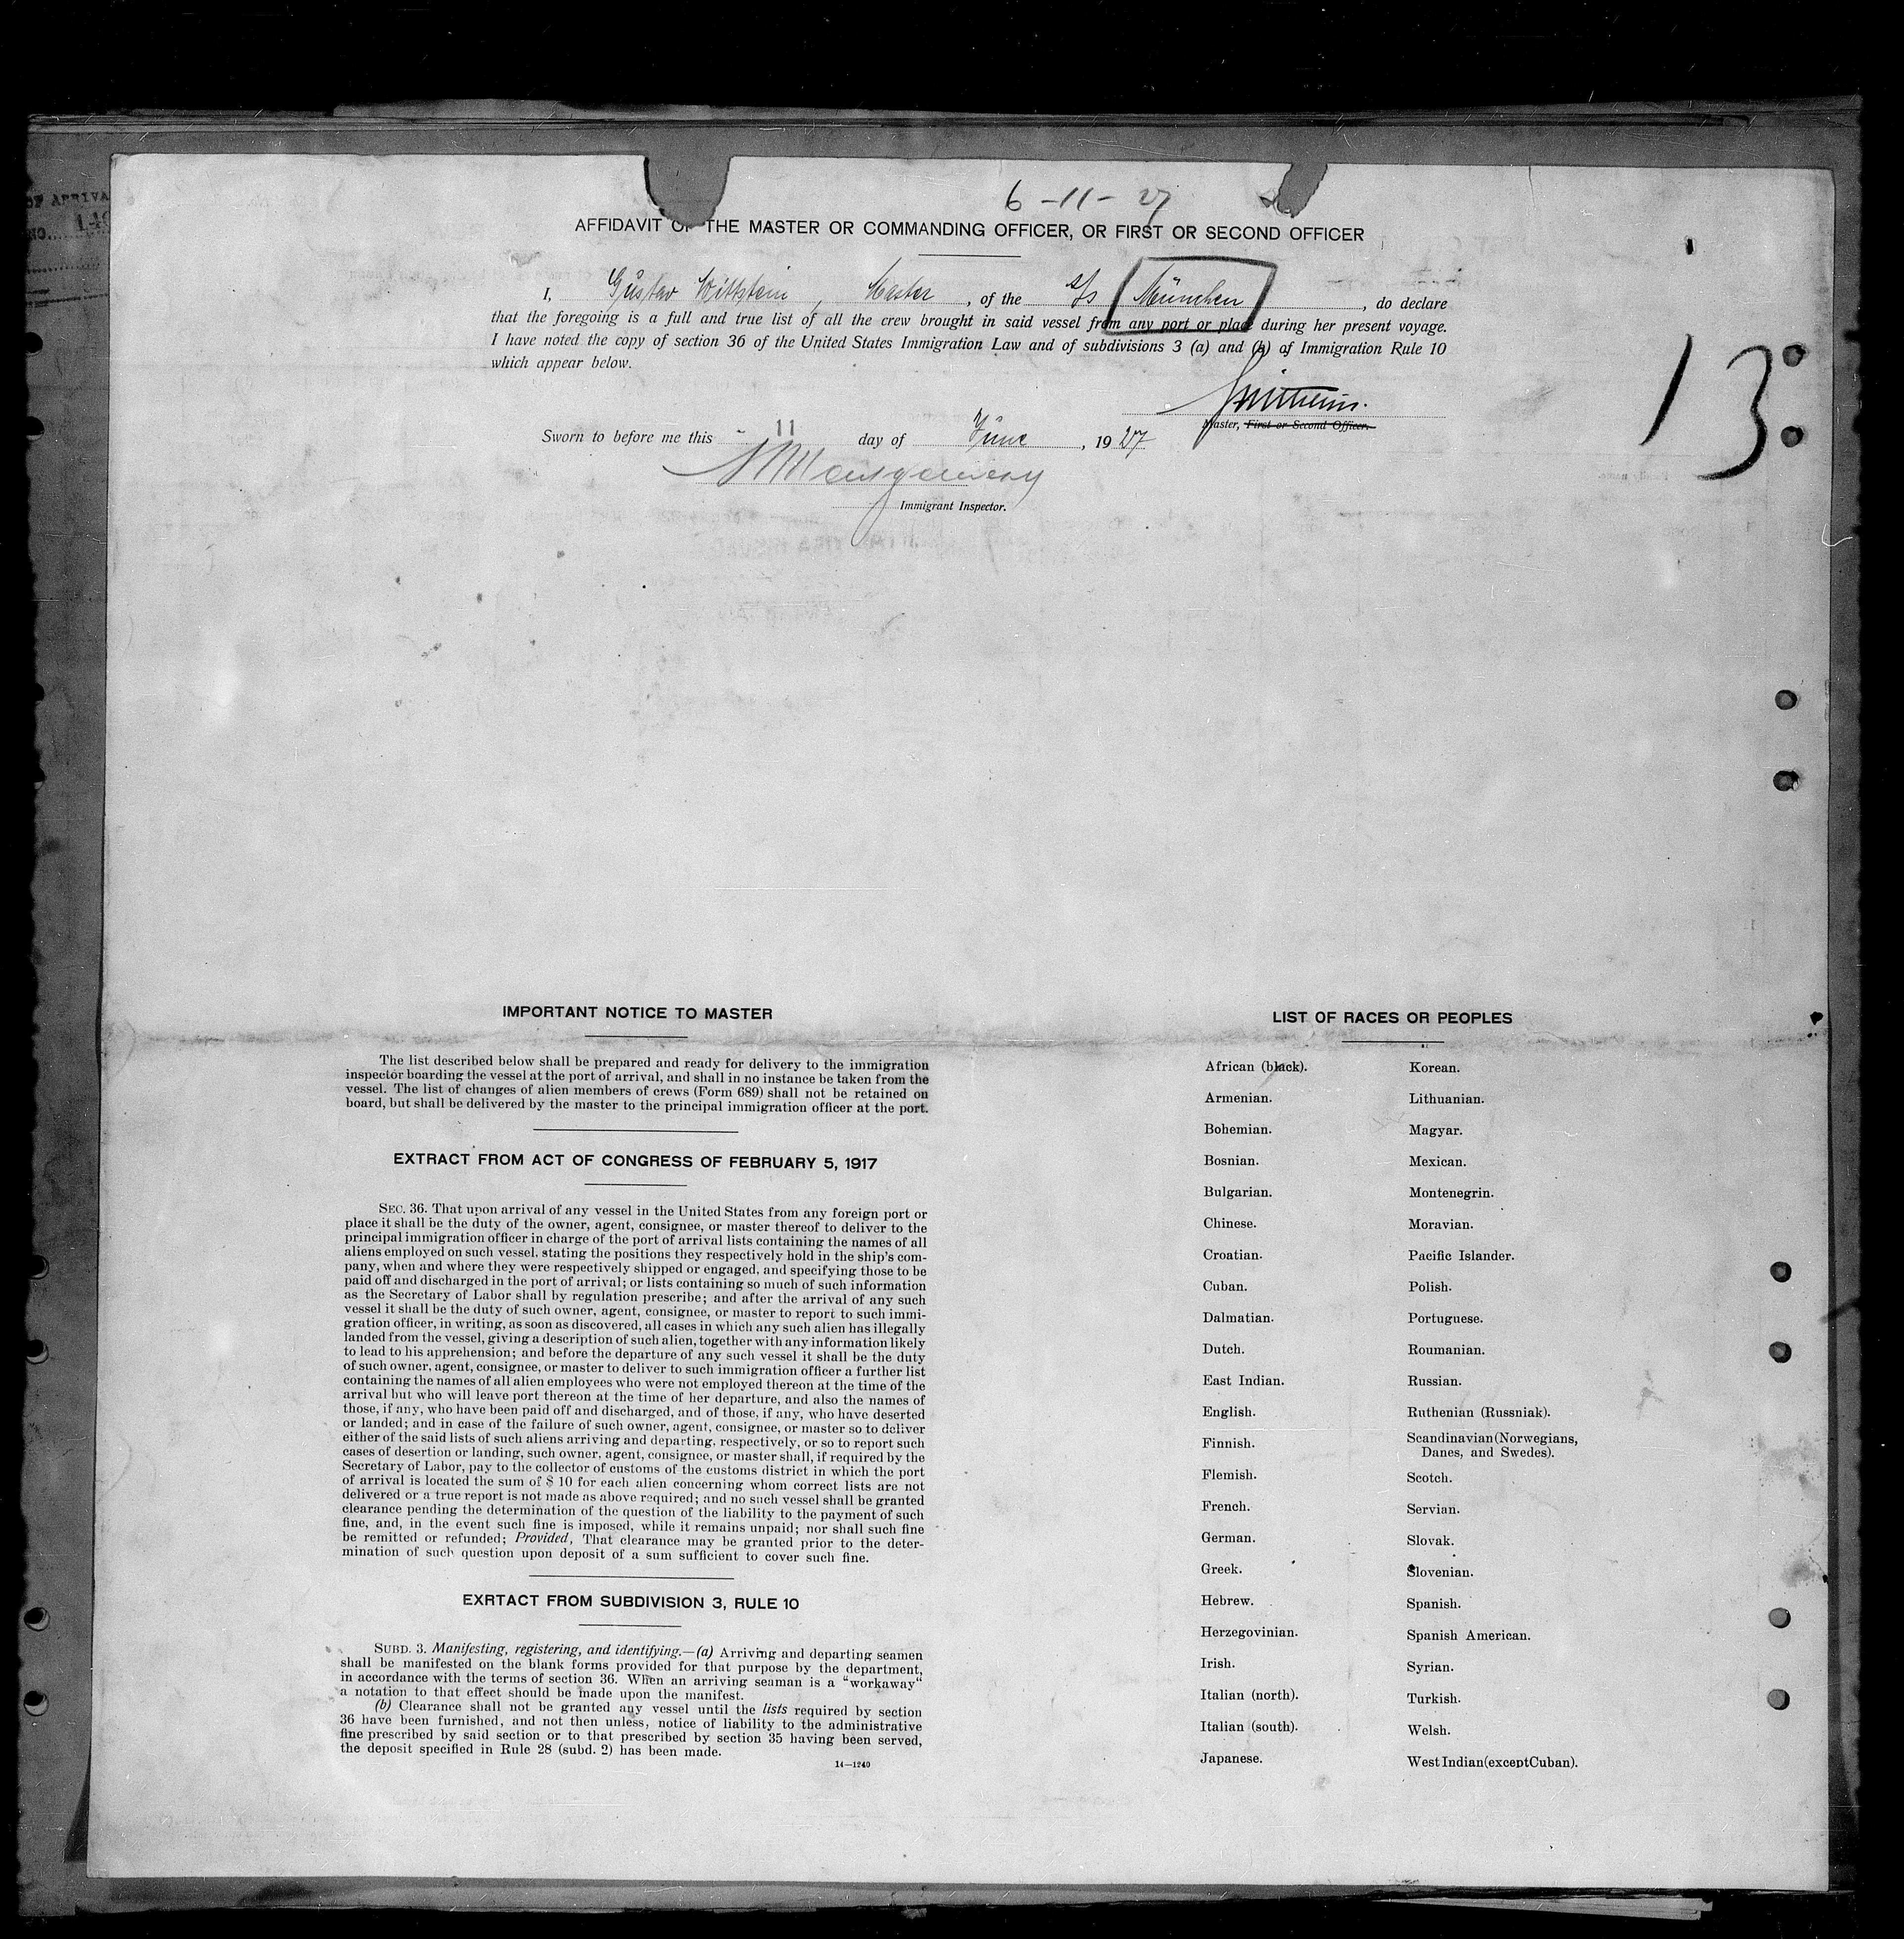 OF ARRIVA
NO. 140
6-11-27
AFFIDAVIT OF THE MASTER OR COMMANDING OFFICER, OR FIRST OR SECOND OFFICER
I, Gustav Wittstein, Master, of the S/s München, do declare
that the foregoing is a full and true list of all the crew brought in said vessel from any port or place during her present voyage.
I have noted the copy of section 36 of the United States Immigration Law and of subdivisions 3 (a) and (b) of Immigration Rule 10
which appear below.
13
Master, First or Second Officer.
Sworn to before me this 11 day of June, 1927
Montgomery
Immigrant Inspector.
IMPORTANT NOTICE TO MASTER
The list described below shall be prepared and ready for delivery to the immigration
inspector boarding the vessel at the port of arrival, and shall in no instance be taken from the
vessel. The list of changes of alien members of crews (Form 689) shall not be retained on
board, but shall be delivered by the master to the principal immigration officer at the port.
EXTRACT FROM ACT OF CONGRESS OF FEBRUARY 5, 1917
SEC. 36. That upon arrival of any vessel in the United States from any foreign port or
place it shall be the duty of the owner, agent, consignee, or master thereof to deliver to the
principal immigration officer in charge of the port of arrival lists containing the names of all
aliens employed on such vessel, stating the positions they respectively hold in the ship's com-
pany, when and where they were respectively shipped or engaged, and specifying those to be
paid off and discharged in the port of arrival; or lists containing so much of such information
as the Secretary of Labor shall by regulation prescribe; and after the arrival of any such
vessel it shall be the duty of such owner, agent, consignee, or master to report to such immi-
gration officer, in writing, as soon as discovered, all cases in which any such alien has illegally
landed from the vessel, giving a description of such alien, together with any information likely
to lead to his apprehension; and before the departure of any such vessel it shall be the duty
of such owner, agent, consignee, or master to deliver to such immigration officer a further list
containing the names of all alien employees who were not employed thereon at the time of the
arrival but who will leave port thereon at the time of her departure, and also the names of
those, if any, who have been paid off and discharged, and of those, if any, who have deserted
or landed; and in case of the failure of such owner, agent, consignee, or master so to deliver
either of the said lists of such aliens arriving and departing, respectively, or so to report such
cases of desertion or landing, such owner, agent, consignee, or master shall, if required by the
Secretary of Labor, pay to the collector of customs of the customs district in which the port
of arrival is located the sum of $ 10 for each alien concerning whom correct lists are not
delivered or a true report is not made as above required; and no such vessel shall be granted
clearance pending the determination of the question of the liability to the payment of such
fine, and, in the event such fine is imposed, while it remains unpaid; nor shall such fine
be remitted or refunded; Provided, That clearance may be granted prior to the deter-
mination of such question upon deposit of a sum sufficient to cover such fine.
EXRTACT FROM SUBDIVISION 3, RULE 10
SUBD. 3. Manifesting, registering, and identifying.—(a) Arriving and departing seamen
shall be manifested on the blank forms provided for that purpose by the department,
in accordance with the terms of section 36. When an arriving seaman is a "workaway"
a notation to that effect should be made upon the manifest.
(b) Clearance shall not be granted any vessel until the lists required by section
36 have been furnished, and not then unless, notice of liability to the administrative
fine prescribed by said section or to that prescribed by section 35 having been served,
the deposit specified in Rule 28 (subd. 2) has been made.
14—1240
LIST OF RACES OR PEOPLES
African (black).
Armenian.
Bohemian.
Bosnian.
Bulgarian.
Chinese.
Croatian.
Cuban.
Dalmatian.
Dutch.
East Indian.
English.
Finnish.
Flemish.
French.
German.
Greek.
Hebrew.
Herzegovinian.
Irish.
Italian (north).
Italian (south).
Japanese.
Korean.
Lithuanian.
Magyar.
Mexican.
Montenegrin.
Moravian.
Pacific Islander.
Polish.
Portuguese.
Roumanian.
Russian.
Ruthenian (Russniak).
Scandinavian (Norwegians,
Danes, and Swedes).
Scotch.
Servian.
Slovak.
Slovenian.
Spanish.
Spanish American.
Syrian.
Turkish.
Welsh.
West Indian (except Cuban).